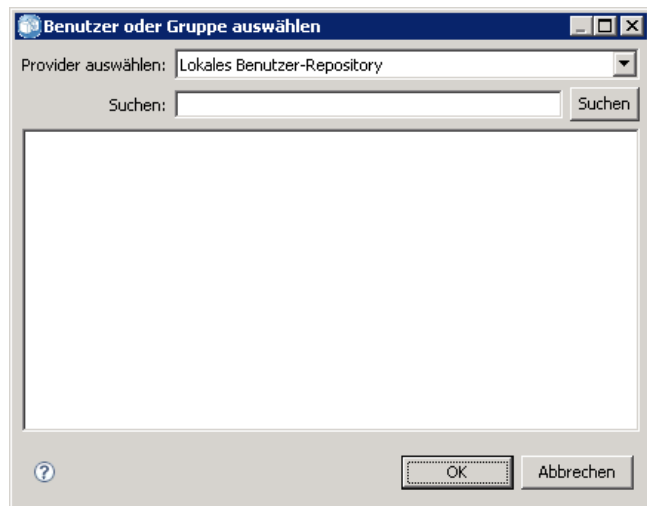 Benutzer oder Gruppe auswählen
Provider auswählen: Lokales Benutzer-Repository
Suchen: Suchen
? OK Abbrechen